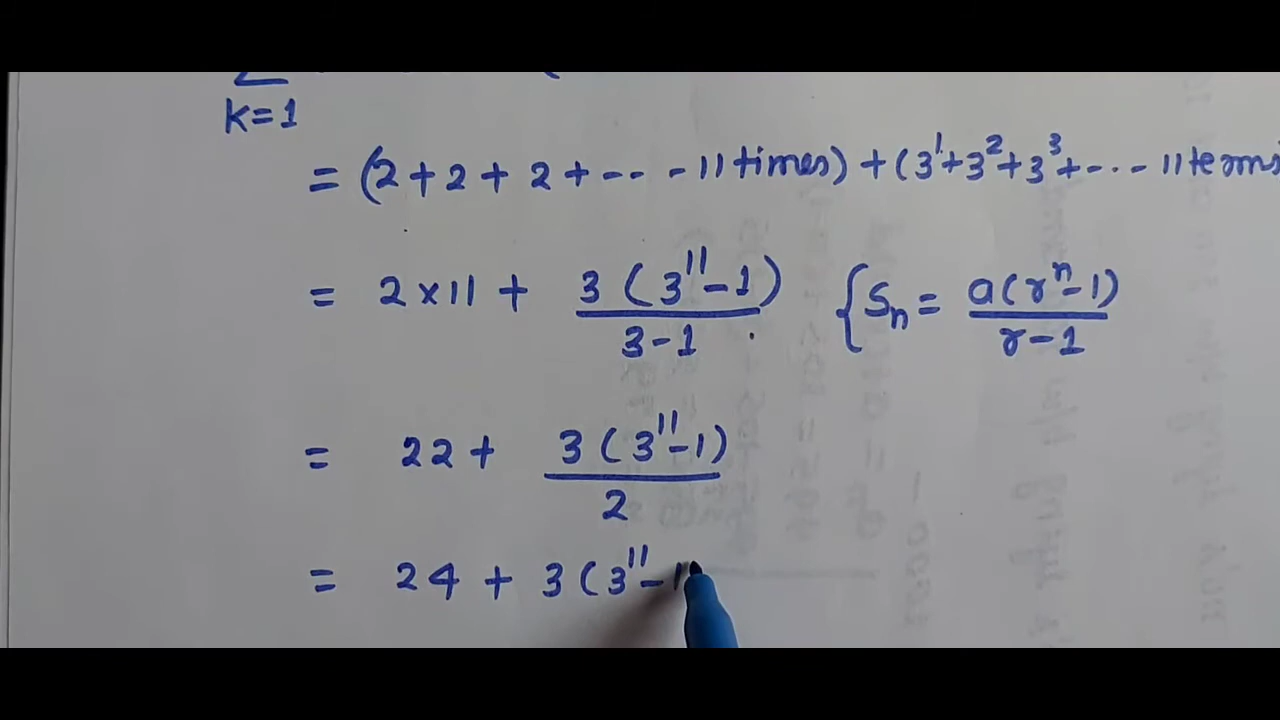 k=1
= (2 + 2 + 2 + -- - 11 times) + (3¹+3²+3³+--- 11 terms
= 2×11 + 3(3¹¹-1)/3-1 {Sₙ = a(rⁿ-1)/r-1
= 22 + 3(3¹¹-1)/2
= 24 + 3(3¹¹-1